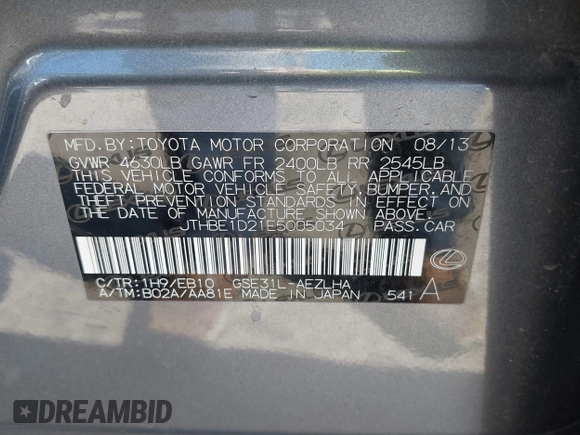 MFD. BY: TOYOTA MOTOR CORPORATION 08/13
GVWR 4630LB GAWR FR 2400LB RR 2545LB
THIS VEHICLE CONFORMS TO ALL APPLICABLE
FEDERAL MOTOR VEHICLE SAFETY, BUMPER, AND
THEFT PREVENTION STANDARDS IN EFFECT ON
THE DATE OF MANUFACTURE SHOWN ABOVE.
JTHBE1D21E5C05034 PASS. CAR
C/TR: 1H9/EB10 GSE31L-AEZLHA
A/TM: B02A/AA81E MADE IN JAPAN 541 A
DREAMBID